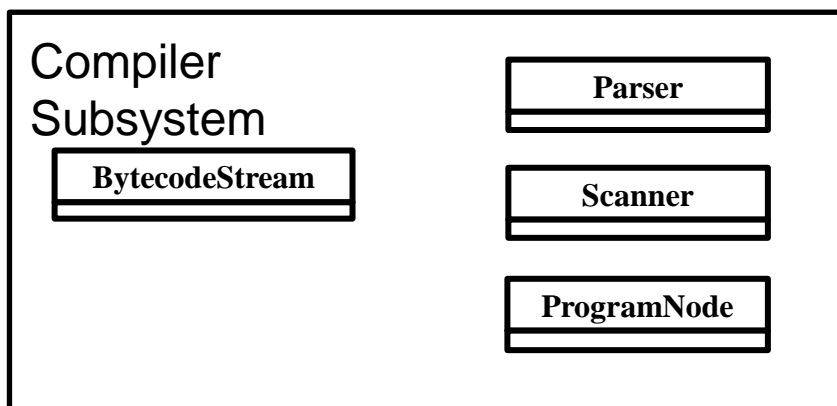 Compiler
Subsystem
BytecodeStream
Parser
Scanner
ProgramNode